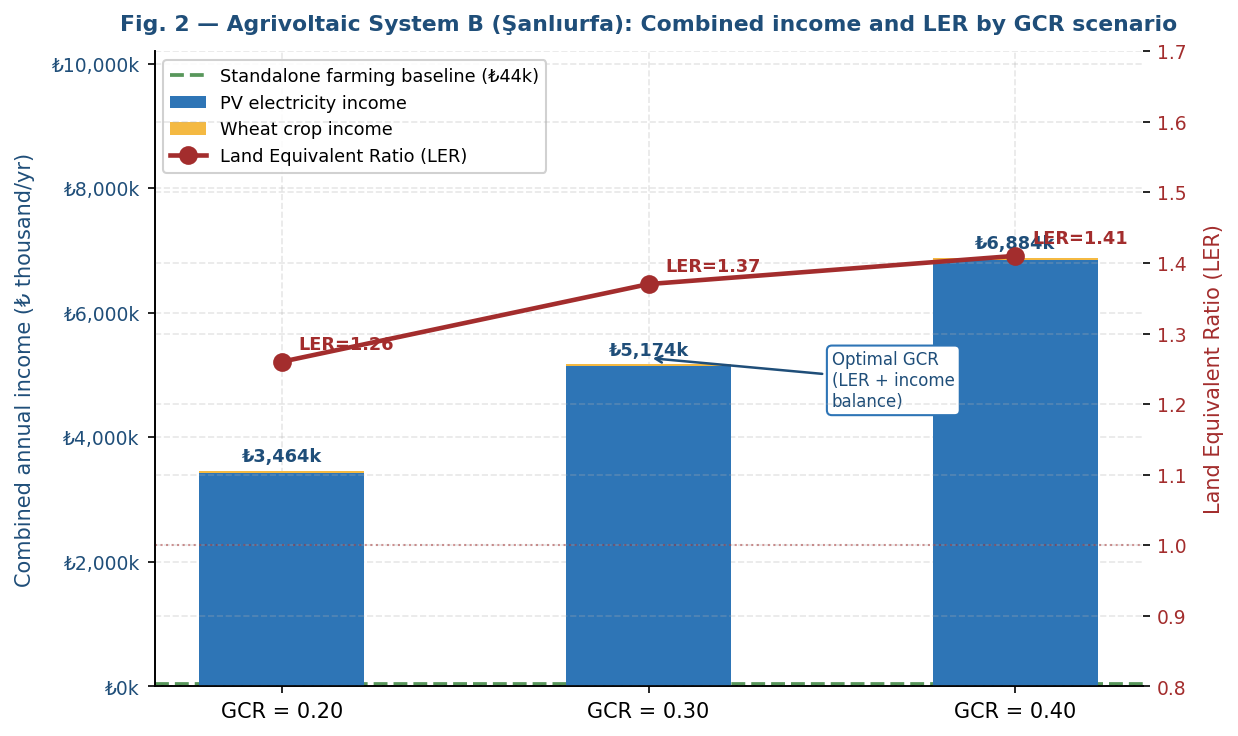 Fig. 2 — Agrivoltaic System B (Şanlıurfa): Combined income and LER by GCR scenario
Standalone farming baseline (₺44k)
PV electricity income
Wheat crop income
Land Equivalent Ratio (LER)
Combined annual income (₺ thousand/yr)
₺10,000k
₺8,000k
₺6,000k
₺4,000k
₺2,000k
₺0k
LER=1.26
₺3,464k
LER=1.37
₺5,174k
₺6,884k
LER=1.41
Optimal GCR
(LER + income
balance)
1.7
1.6
1.5
1.4
1.3
1.2
1.1
1.0
0.9
0.8
Land Equivalent Ratio (LER)
GCR = 0.20
GCR = 0.30
GCR = 0.40